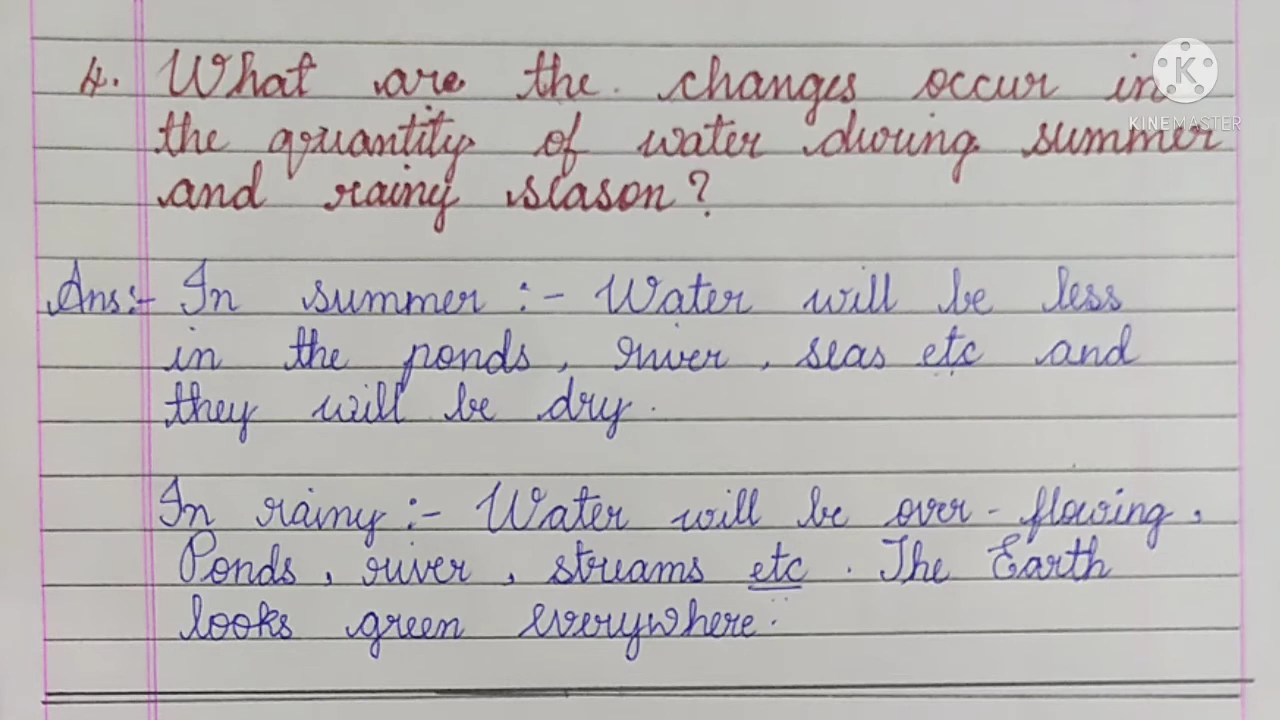 4. What are the changes occur in
the quantity of water during summer
and rainy season?
Ans:- In summer :- Water will be less
in the ponds, river, seas etc and
they will be dry.
In rainy :- Water will be over-flowing,
Ponds, river, streams etc. The Earth
looks green everywhere.
K
KINEMASTER